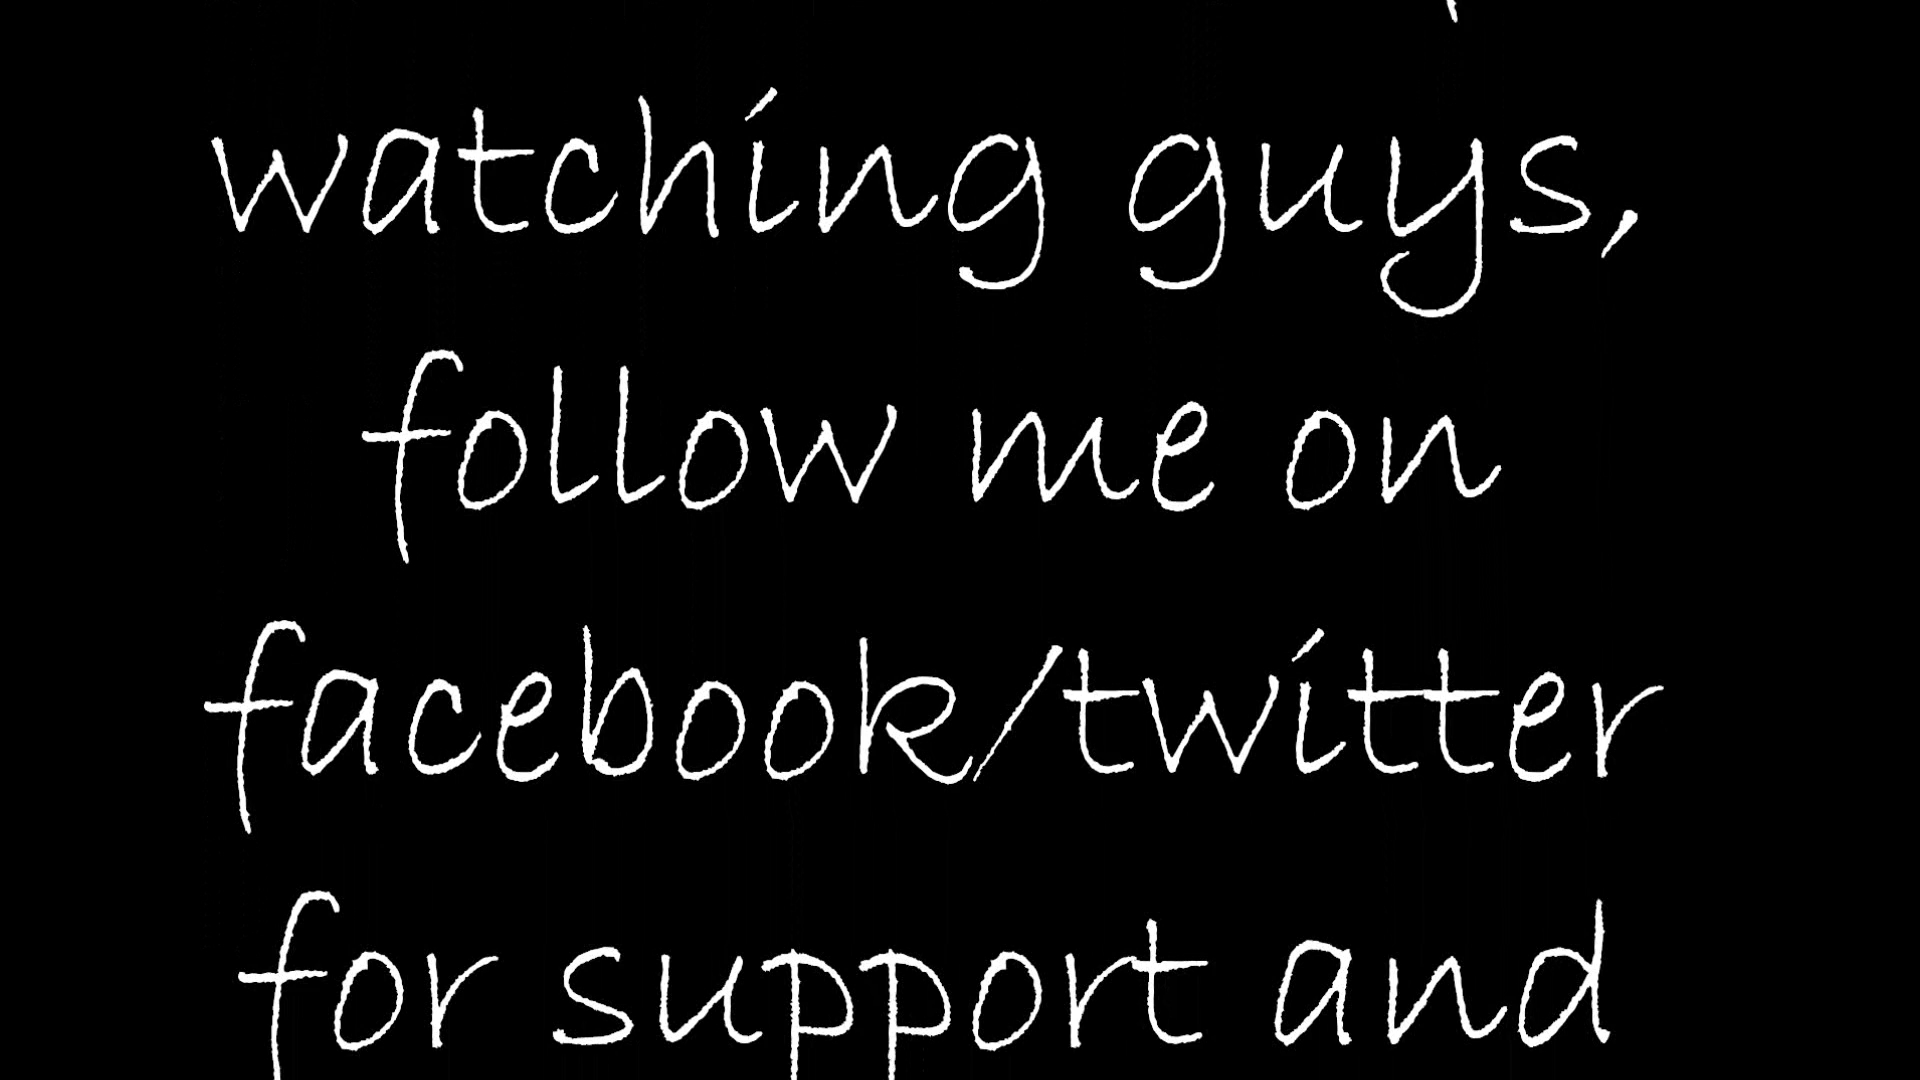 watching guys,
follow me on
facebook/twitter
for support and